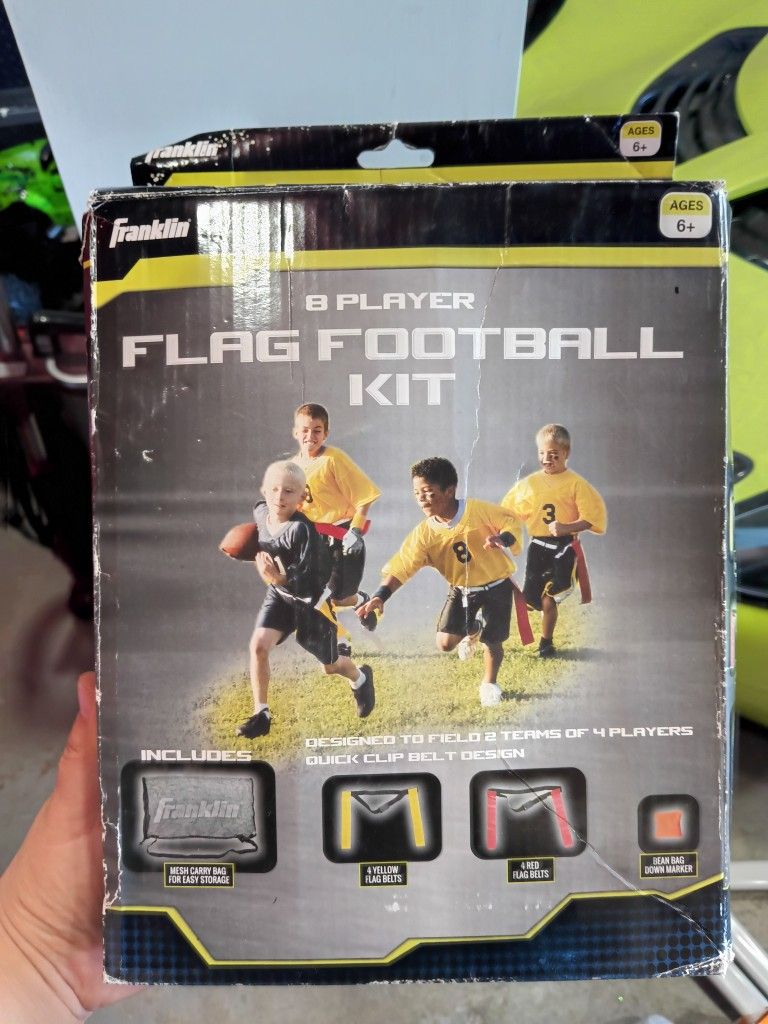 Franklin
AGES
6+
Franklin
AGES
6+
8 PLAYER
FLAG FOOTBALL
KIT
3
8
DESIGNED TO FIELD 2 TEAMS OF 4 PLAYERS
QUICK CLIP BELT DESIGN
INCLUDES
Franklin
MESH CARRY BAG
FOR EASY STORAGE
4 YELLOW
FLAG BELTS
4 RED
FLAG BELTS
BEAN BAG
DOWN MARKER